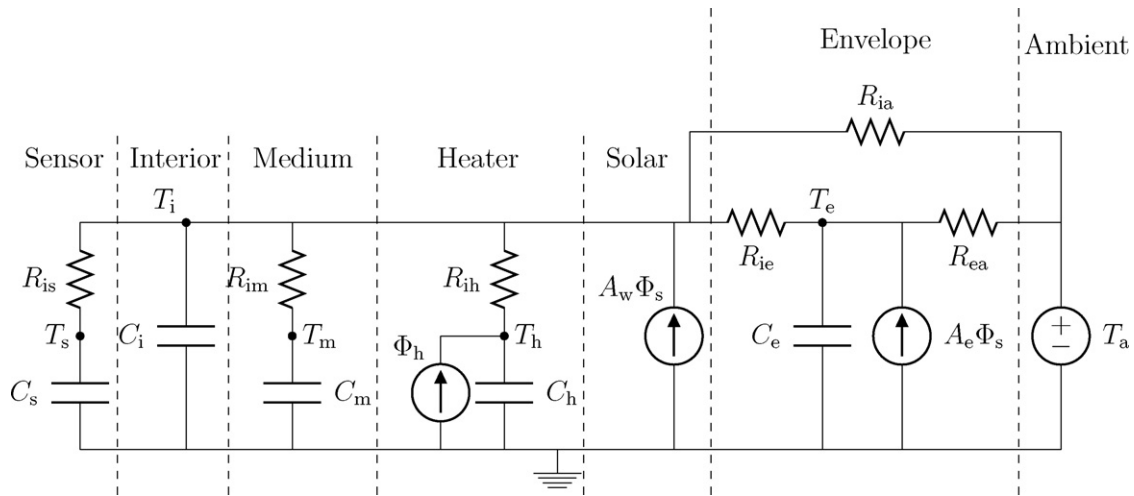 Envelope
Ambient
R_ia
Sensor
Interior
Medium
Heater
Solar
T_i
T_e
R_is
R_im
R_ih
R_ie
R_ea
A_wΦ_s
T_s
C_i
T_m
Φ_h
T_h
C_e
A_eΦ_s
+
−
T_a
C_s
C_m
C_h